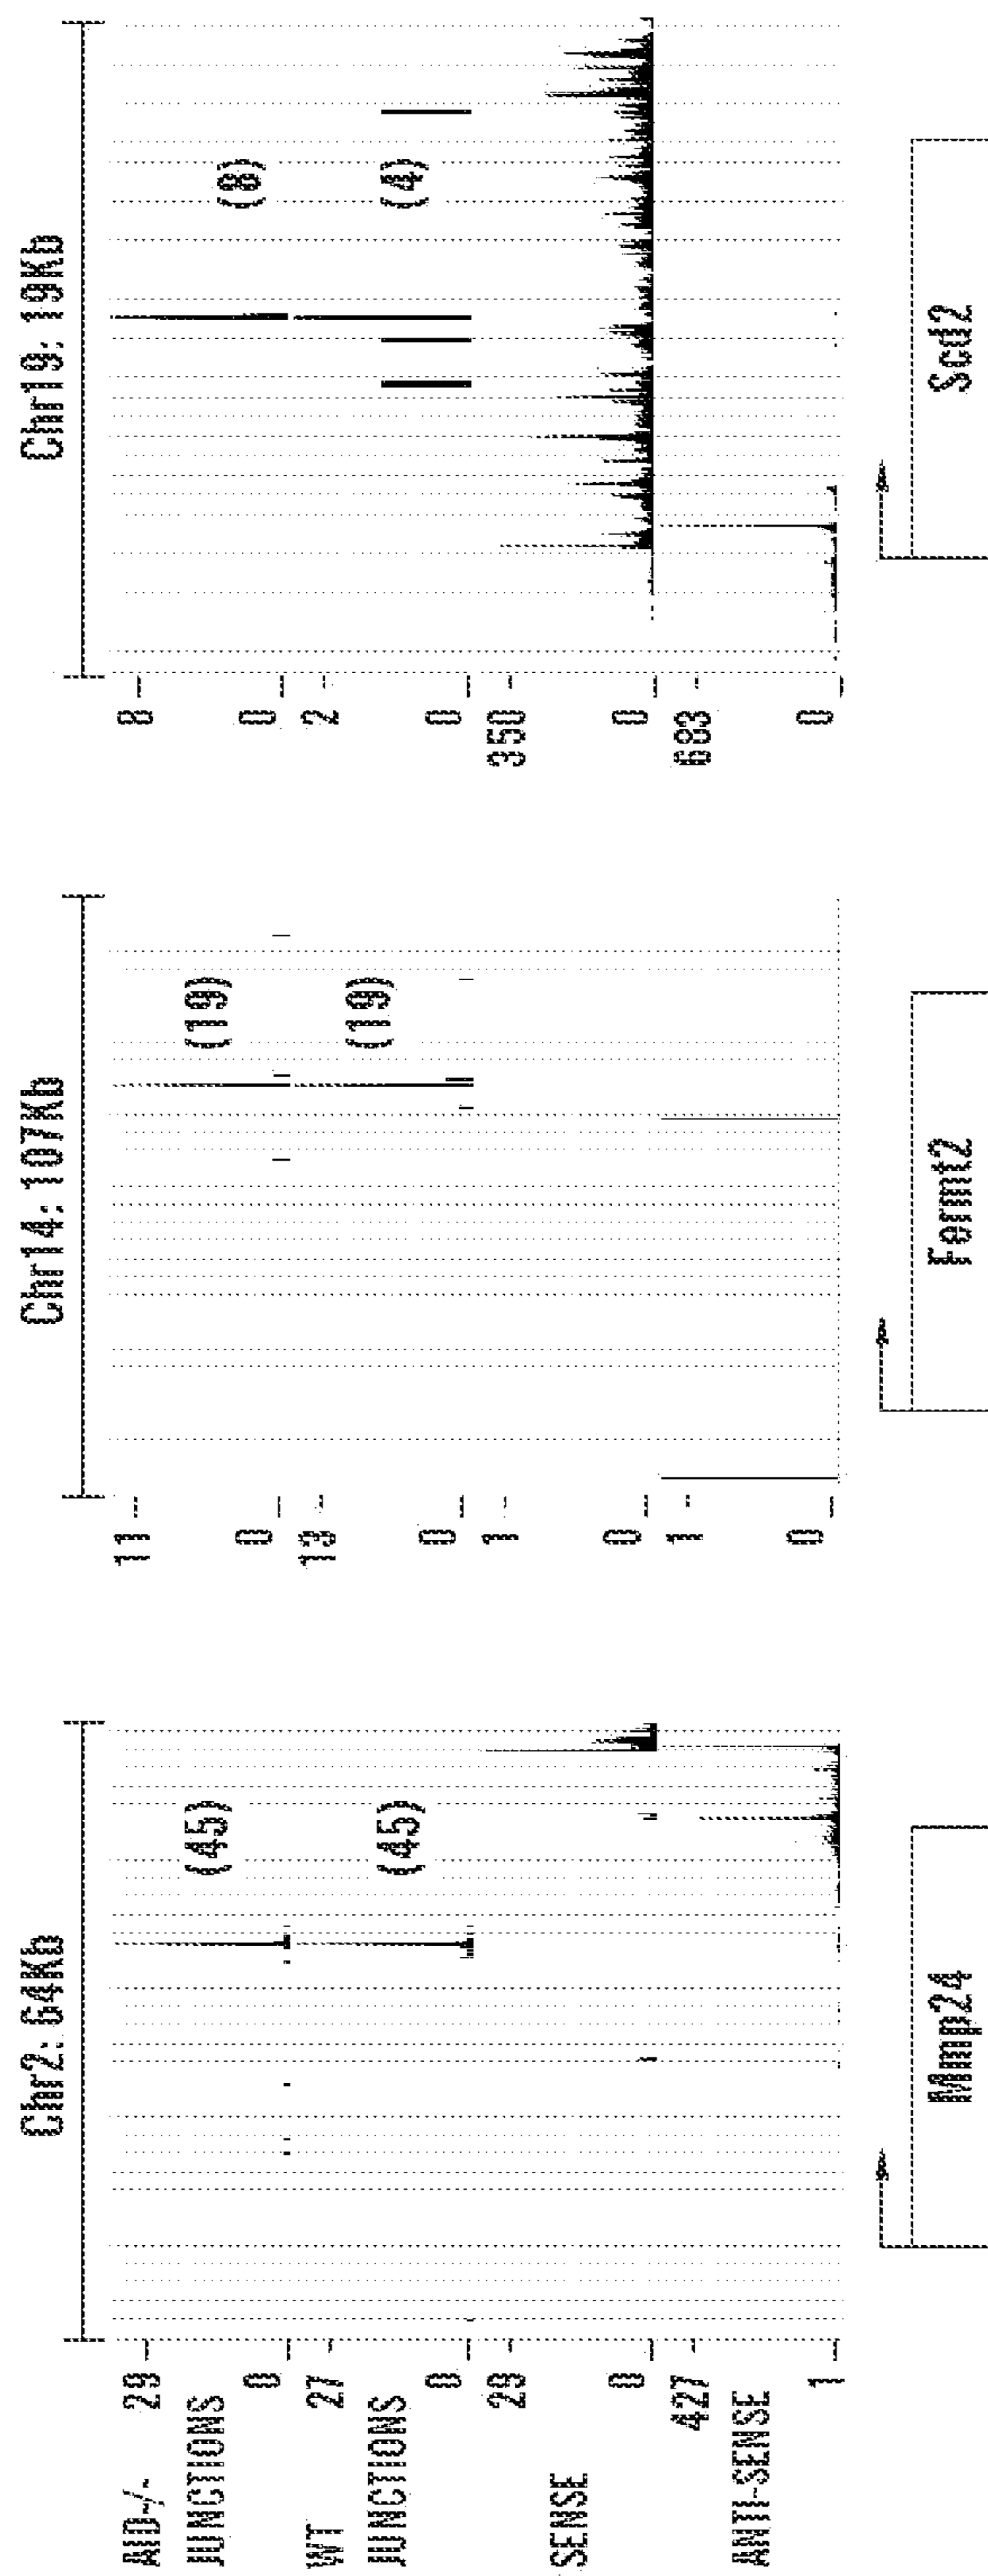 Chr2: 64Kb Chr14: 107Kb Chr19: 19Kb
AID-/- 29 11 8
JUNCTIONS (45) (19) (8)
0 0 0
WT 27 13 2
JUNCTIONS (45) (19) (4)
0 0 0
29 1 350
SENSE
0 0 0
427 1 683
ANTI-SENSE
1 0 0
Mmp24 Fermt2 Scd2